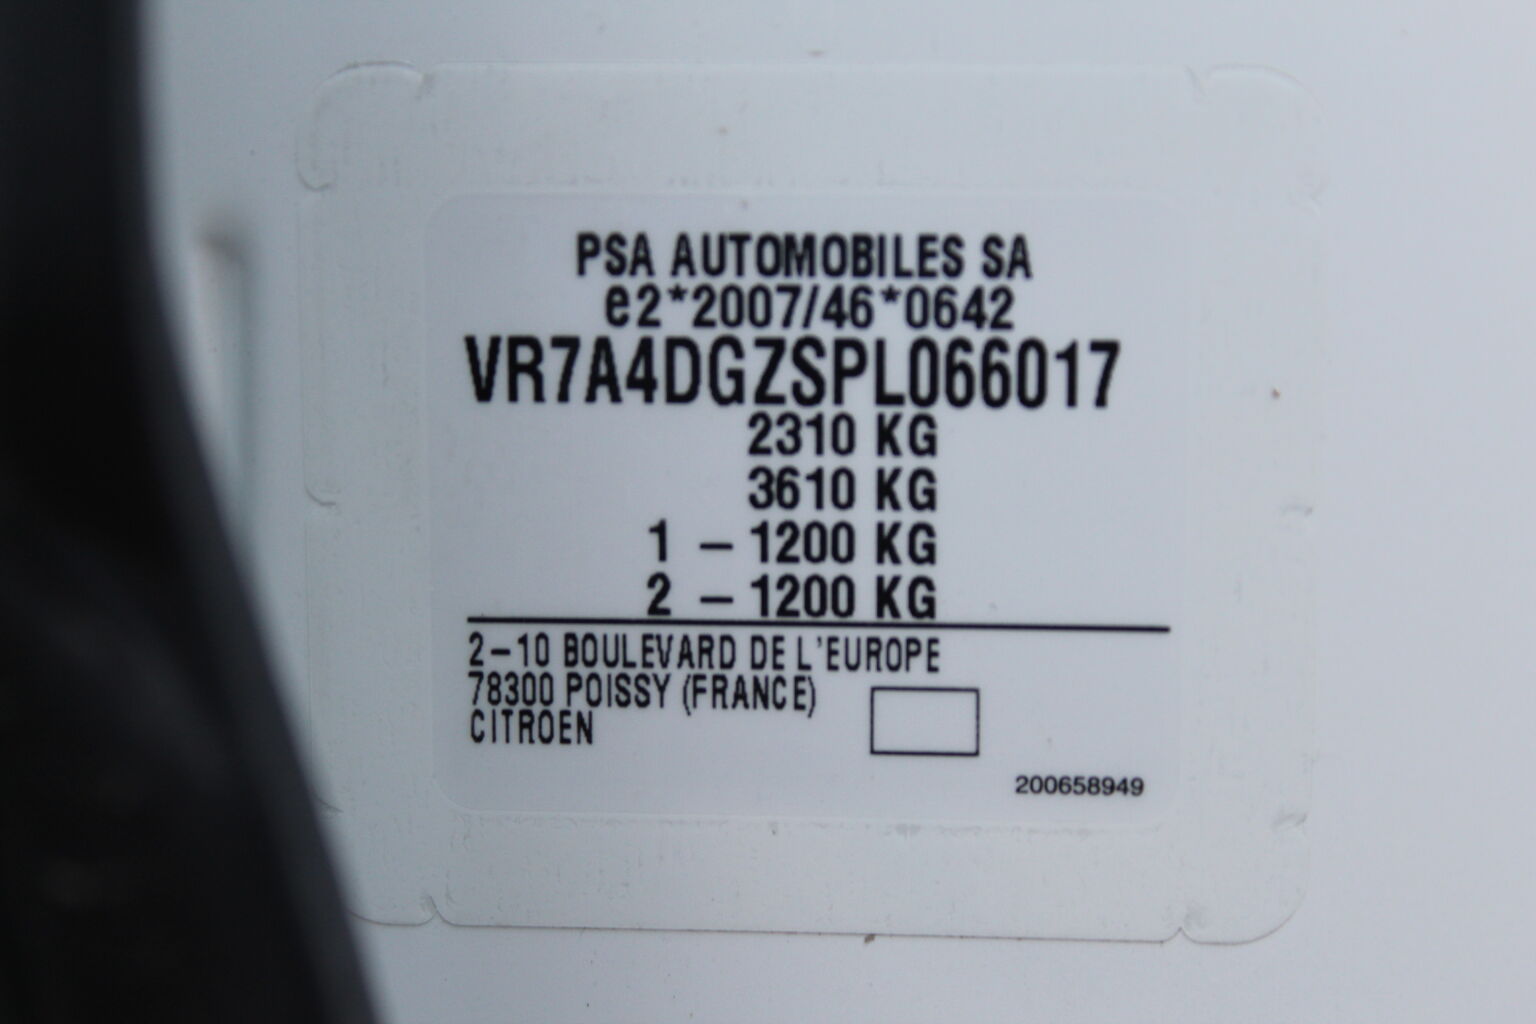 PSA AUTOMOBILES SA
e2*2007/46*0642
VR7A4DGZSPL066017
2310 KG
3610 KG
1 – 1200 KG
2 – 1200 KG
2–10 BOULEVARD DE L'EUROPE
78300 POISSY (FRANCE)
CITROEN
200658949